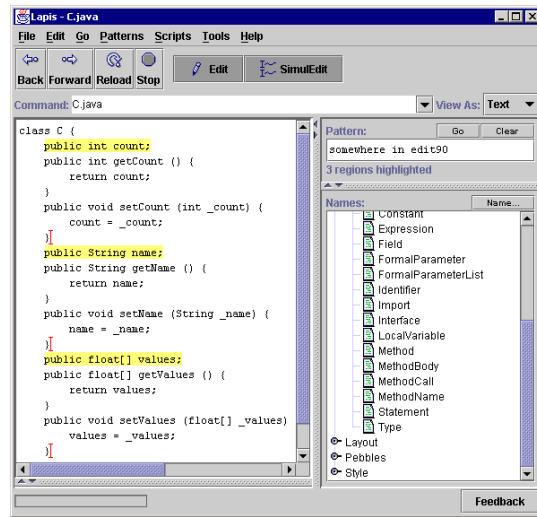 Lapis - C.java
File Edit Go Patterns Scripts Tools Help
Back Forward Reload Stop Edit SimulEdit
Command: C.java View As: Text
class C {
public int count;
public int getCount () {
return count;
}
public void setCount (int _count) {
count = _count;
}
public String name;
public String getName () {
return name;
}
public void setName (String _name) {
name = _name;
}
public float[] values;
public float[] getValues () {
return values;
}
public void setValues (float[] _values)
values = _values;
}
Pattern: Go Clear
somewhere in edit90
3 regions highlighted
Names: Name...
Constant
Expression
Field
FormalParameter
FormalParameterList
Identifier
Import
Interface
LocalVariable
Method
MethodBody
MethodCall
MethodName
Statement
Type
Layout
Pebbles
Style
Feedback